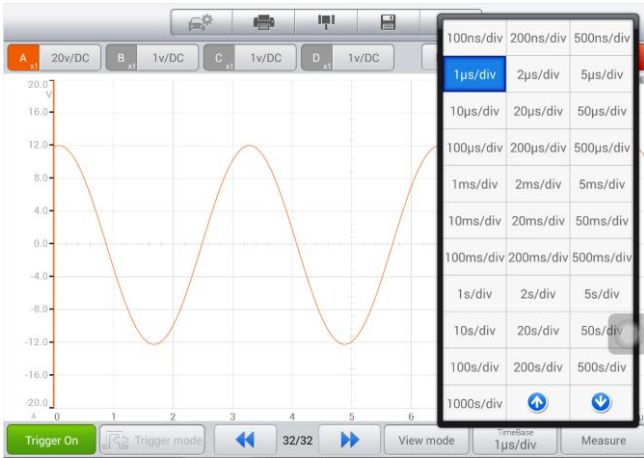 A x1 20v/DC B x1 1v/DC C x1 1v/DC D x1 1v/DC
20.0
V
16.0
12.0
8.0
4.0
0.0
-4.0
-8.0
-12.0
-16.0
-20.0
A 0 1 2 3 4 5 6
100ns/div 200ns/div 500ns/div
1µs/div 2µs/div 5µs/div
10µs/div 20µs/div 50µs/div
100µs/div 200µs/div 500µs/div
1ms/div 2ms/div 5ms/div
10ms/div 20ms/div 50ms/div
100ms/div 200ms/div 500ms/div
1s/div 2s/div 5s/div
10s/div 20s/div 50s/div
100s/div 200s/div 500s/div
1000s/div
Trigger On Trigger mode 32/32 View mode TimeBase 1µs/div Measure